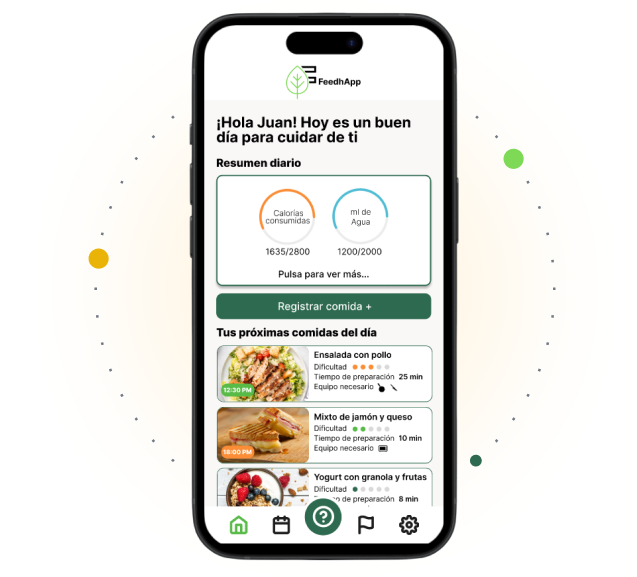 FeedhApp
¡Hola Juan! Hoy es un buen
día para cuidar de ti
Resumen diario
Calorías
consumidas
ml de
Agua
1635/2800
1200/2000
Pulsa para ver más...
Registrar comida +
Tus próximas comidas del día
Ensalada con pollo
Dificultad
Tiempo de preparación 25 min
Equipo necesario
12:30 PM
Mixto de jamón y queso
Dificultad
Tiempo de preparación 10 min
Equipo necesario
18:00 PM
Yogurt con granola y frutas
Dificultad
de preparación 8 min